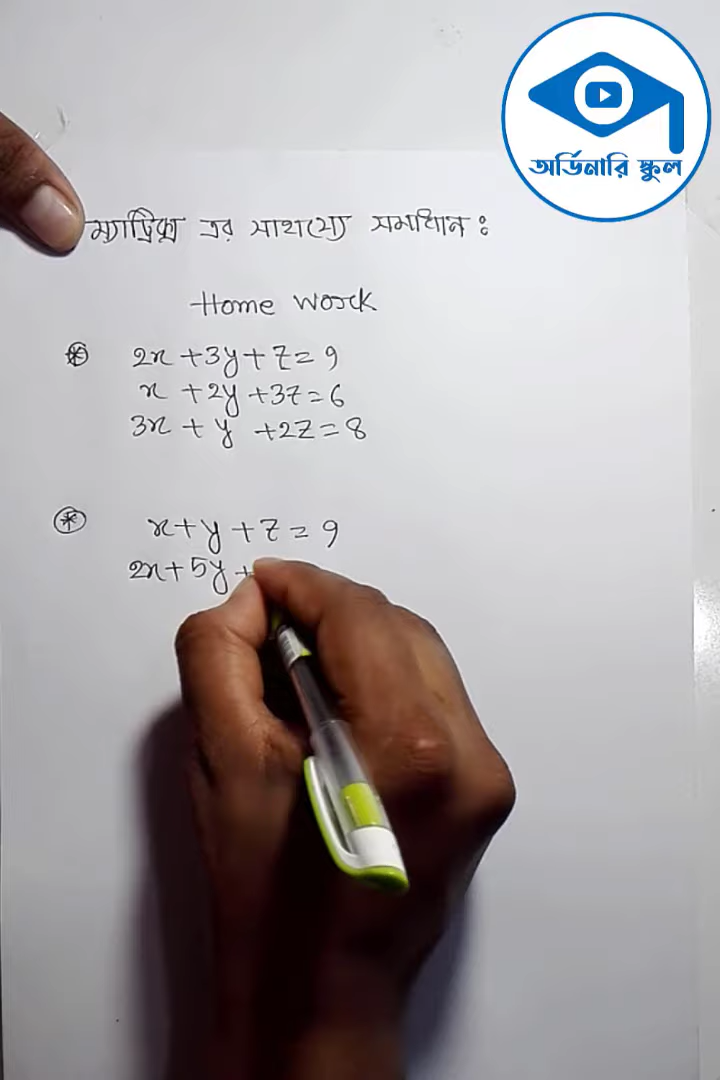 অর্ডিনারি স্কুল
ম্যাট্রিক্স এর সাহায্যে সমাধান ঃ
Home Work
* 2x + 3y + z = 9
x + 2y + 3z = 6
3x + y + 2z = 8
* x + y + z = 9
2x + 5y +